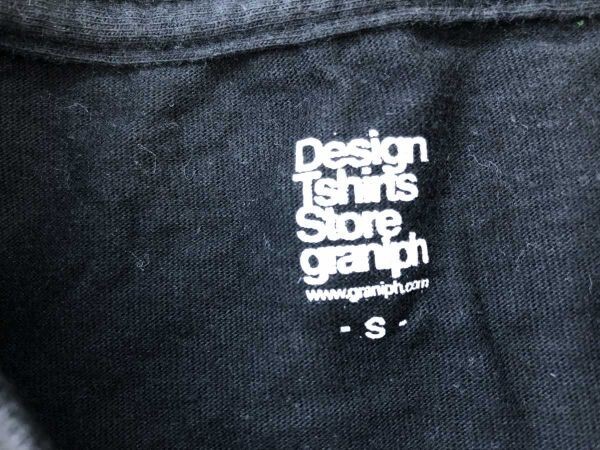 Design
Tshirts
Store
graniph
www.graniph.com
- S -